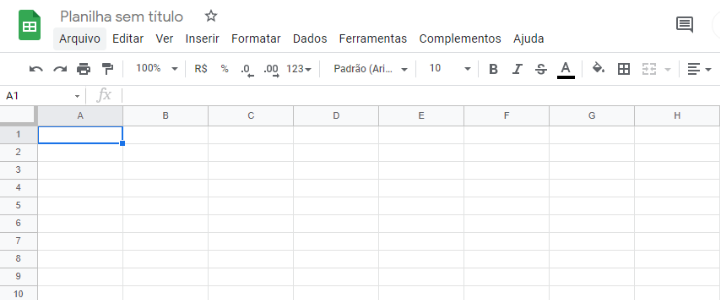 Planilha sem título
Arquivo Editar Ver Inserir Formatar Dados Ferramentas Complementos Ajuda
100% R$ % .0 .00 123 Padrão (Ari... 10 B I S A
A1 fx
A B C D E F G H
1
2
3
4
5
6
7
8
9
10